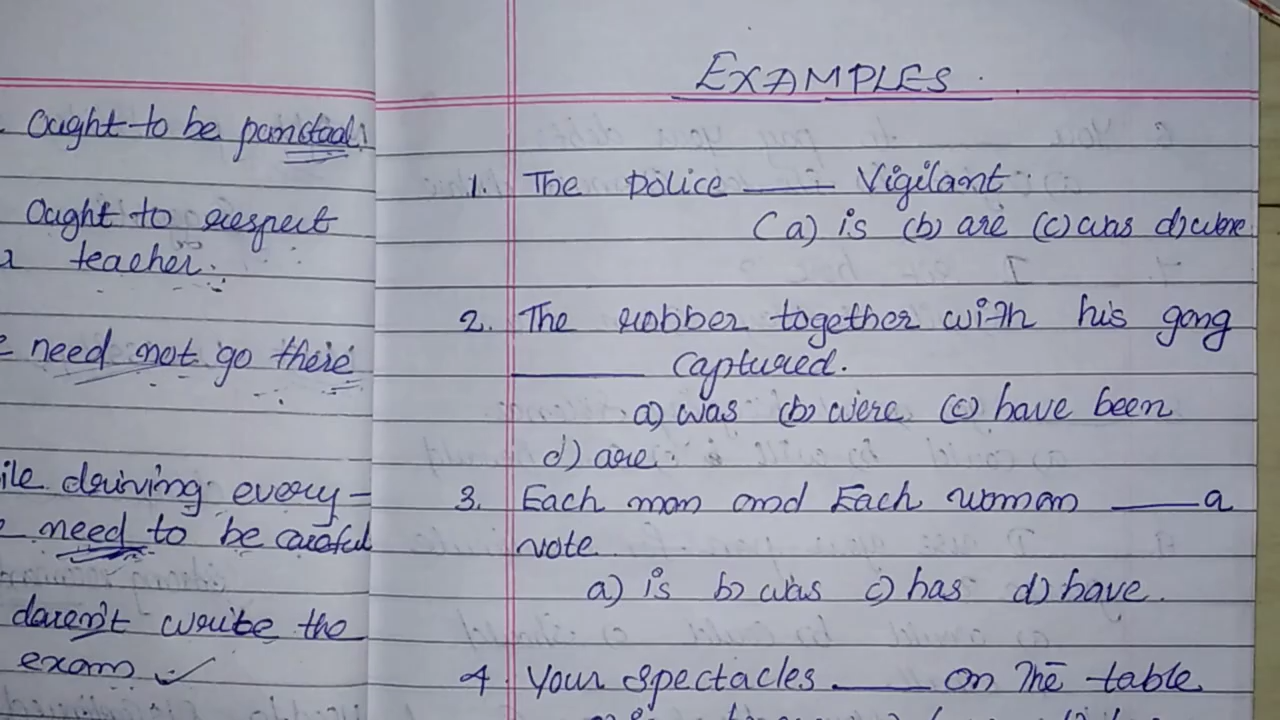 Ought to be punctual.
Ought to respect
teacher.
need not go there
ile driving every-
need to be careful
daren't write the
exam
EXAMPLES.
1. The police ____ Vigilant.
(a) is (b) are (c) was d) were
2. The robber together with his gang
____ captured.
a) was (b) were (c) have been
d) are.
3. Each man and Each woman ____ a
vote
a) is b) was c) has d) have.
4. Your spectacles ____ on The table